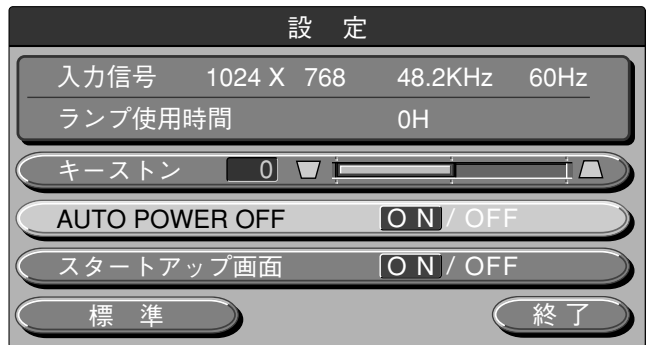 設 定
入力信号 1024 X 768 48.2KHz 60Hz
ランプ使用時間 0H
キーストン 0
AUTO POWER OFF O N / OFF
スタートアップ画面 O N / OFF
標 準 終 了